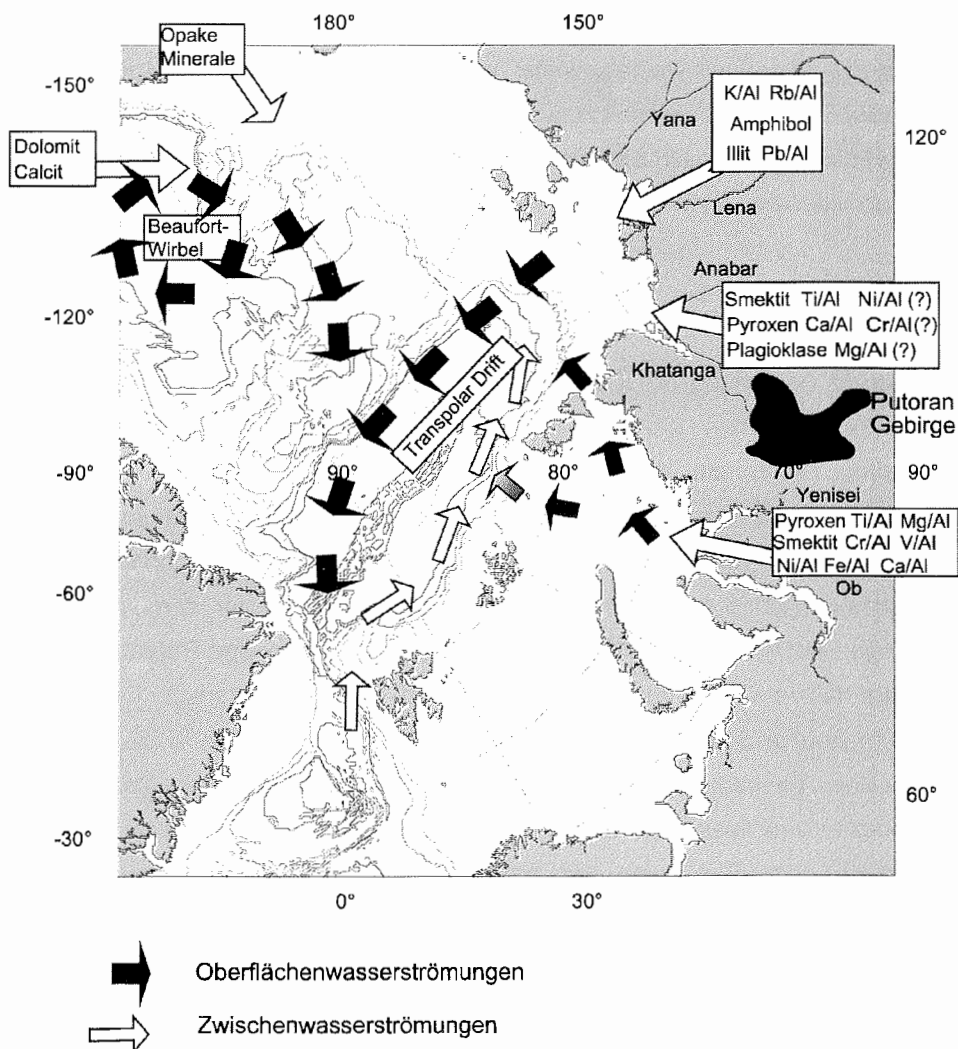 180°
150°
Opake
Minerale
-150°
K/Al Rb/Al
Amphibol
Illit Pb/Al
Yana
120°
Dolomit
Calcit
Lena
Beaufort-
Wirbel
Anabar
Smektit Ti/Al Ni/Al (?)
Pyroxen Ca/Al Cr/Al(?)
Plagioklase Mg/Al (?)
-120°
Khatanga
Transpolar Drift
Putoran
Gebirge
-90°
90°
80°
70°
90°
Yenisei
Pyroxen Ti/Al Mg/Al
Smektit Cr/Al V/Al
Ni/Al Fe/Al Ca/Al
Ob
-60°
60°
-30°
0°
30°
Oberflächenwasserströmungen
Zwischenwasserströmungen